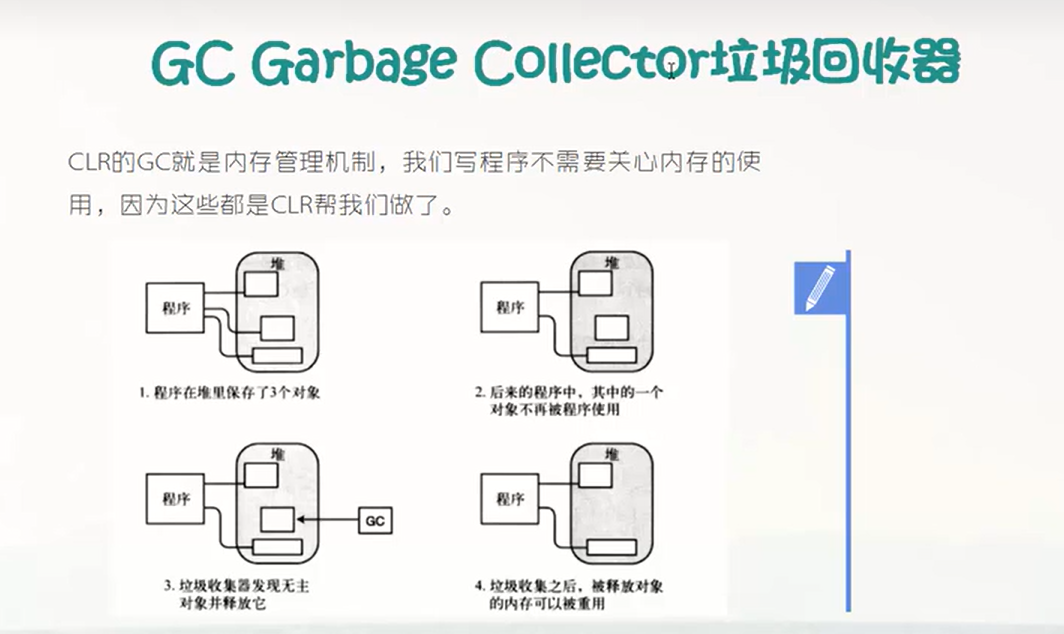 GC Garbage Collector垃圾回收器
CLR的GC就是内存管理机制，我们写程序不需要关心内存的使
用，因为这些都是CLR帮我们做了。
堆
程序
1. 程序在堆里保存了3个对象
堆
程序
2. 后来的程序中，其中的一个
对象不再被程序使用
堆
程序
GC
3. 垃圾收集器发现无主
对象并释放它
堆
程序
4. 垃圾收集之后，被释放对象
的内存可以被重用